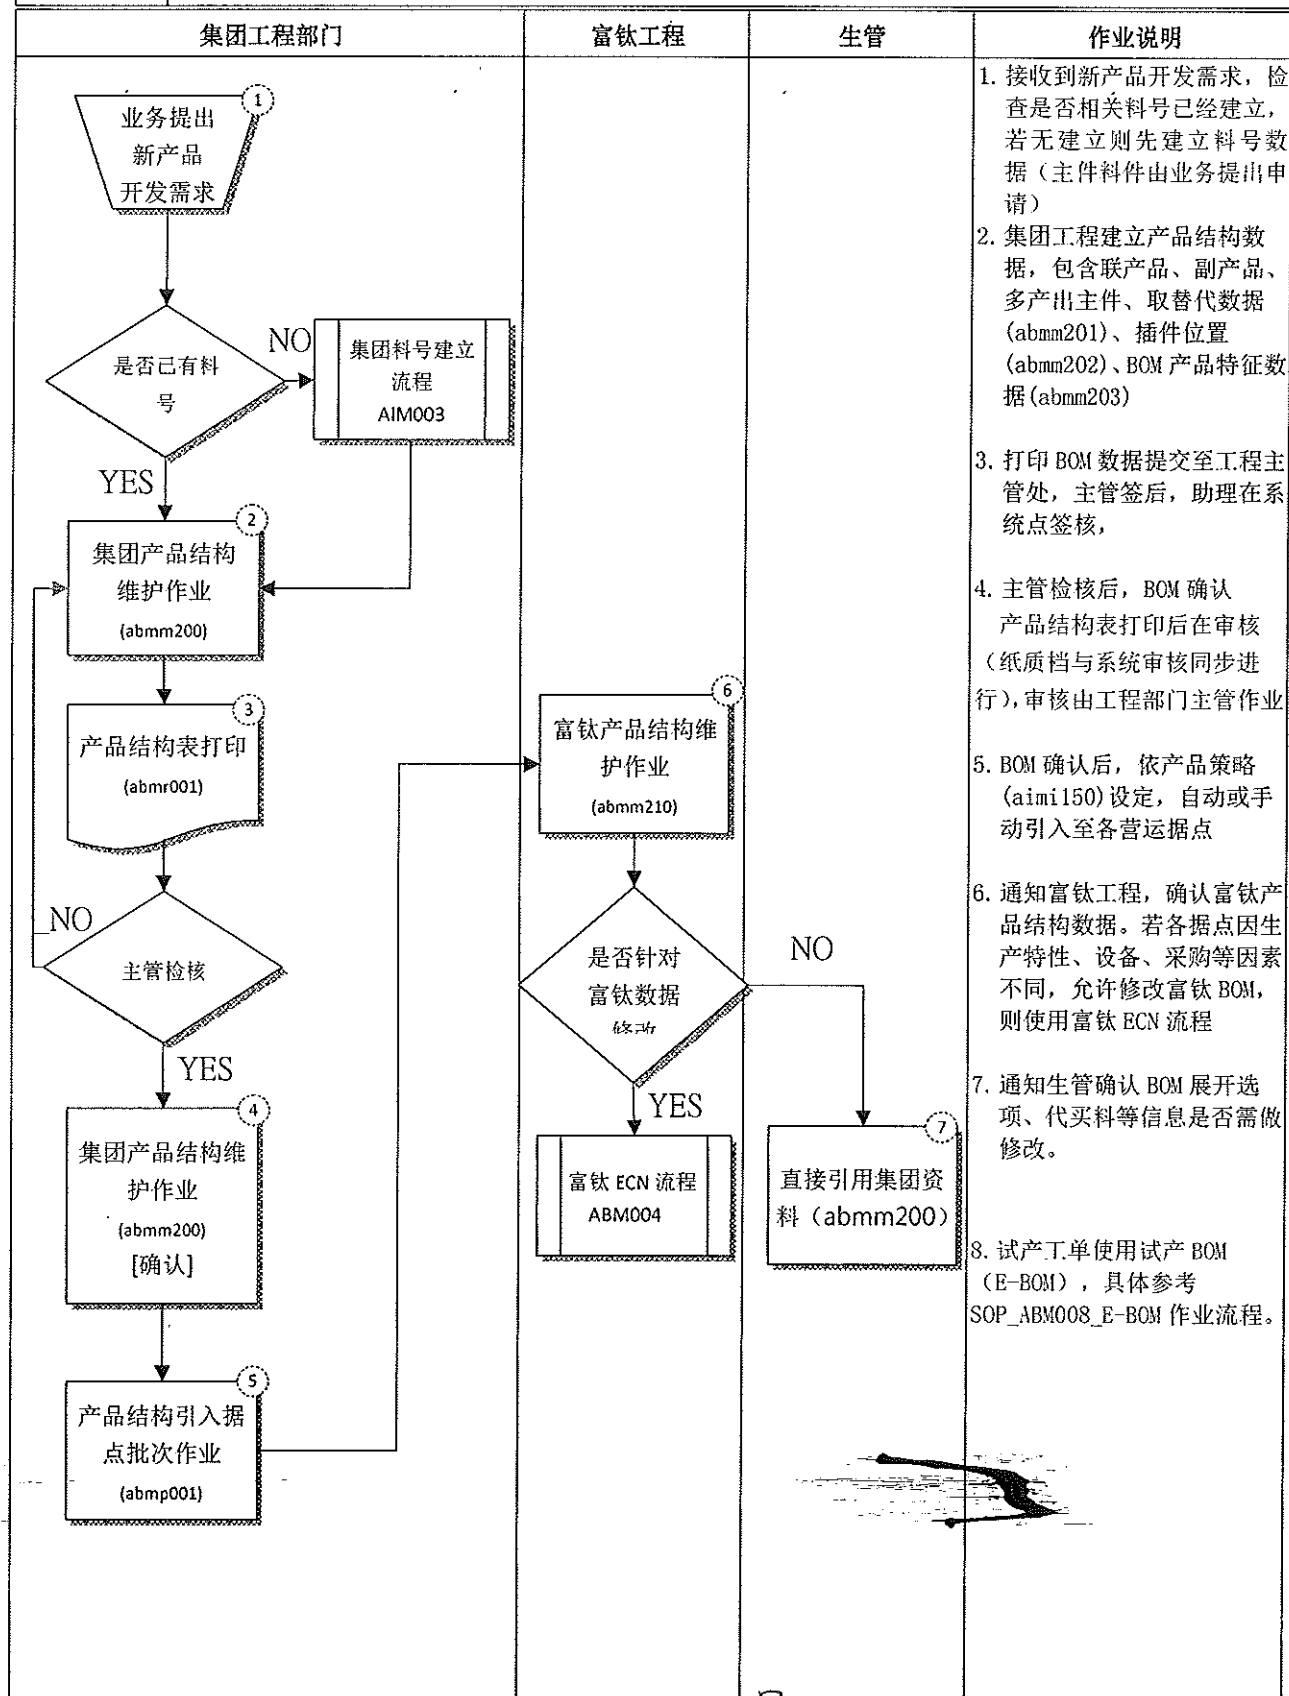 集团工程部门
富钛工程
生管
作业说明
1
业务提出
新产品
开发需求
是否已有料
号
NO
集团料号建立
流程
AIM003
YES
2
集团产品结构
维护作业
(abmm200)
3
产品结构表打印
(abmr001)
NO
主管检核
YES
4
集团产品结构维
护作业
(abmm200)
[确认]
5
产品结构引入据
点批次作业
(abmp001)
6
富钛产品结构维
护作业
(abmm210)
是否针对
富钛数据
修改
NO
YES
富钛 ECN 流程
ABM004
7
直接引用集团资
料（abmm200）
1. 接收到新产品开发需求，检
查是否相关料号已经建立，
若无建立则先建立料号数
据（主件料件由业务提出申
请）
2. 集团工程建立产品结构数
据，包含联产品、副产品、
多产出主件、取替代数据
(abmm201)、插件位置
(abmm202)、BOM 产品特征数
据(abmm203)
3. 打印 BOM 数据提交至工程主
管处，主管签后，助理在系
统点签核，
4. 主管检核后，BOM 确认
产品结构表打印后在审核
（纸质档与系统审核同步进
行），审核由工程部门主管作业
5. BOM 确认后，依产品策略
(aimi150)设定，自动或手
动引入至各营运据点
6. 通知富钛工程，确认富钛产
品结构数据。若各据点因生
产特性、设备、采购等因素
不同，允许修改富钛 BOM，
则使用富钛 ECN 流程
7. 通知生管确认 BOM 展开选
项、代买料等信息是否需做
修改。
8. 试产工单使用试产 BOM
（E-BOM），具体参考
SOP_ABM008_E-BOM 作业流程。